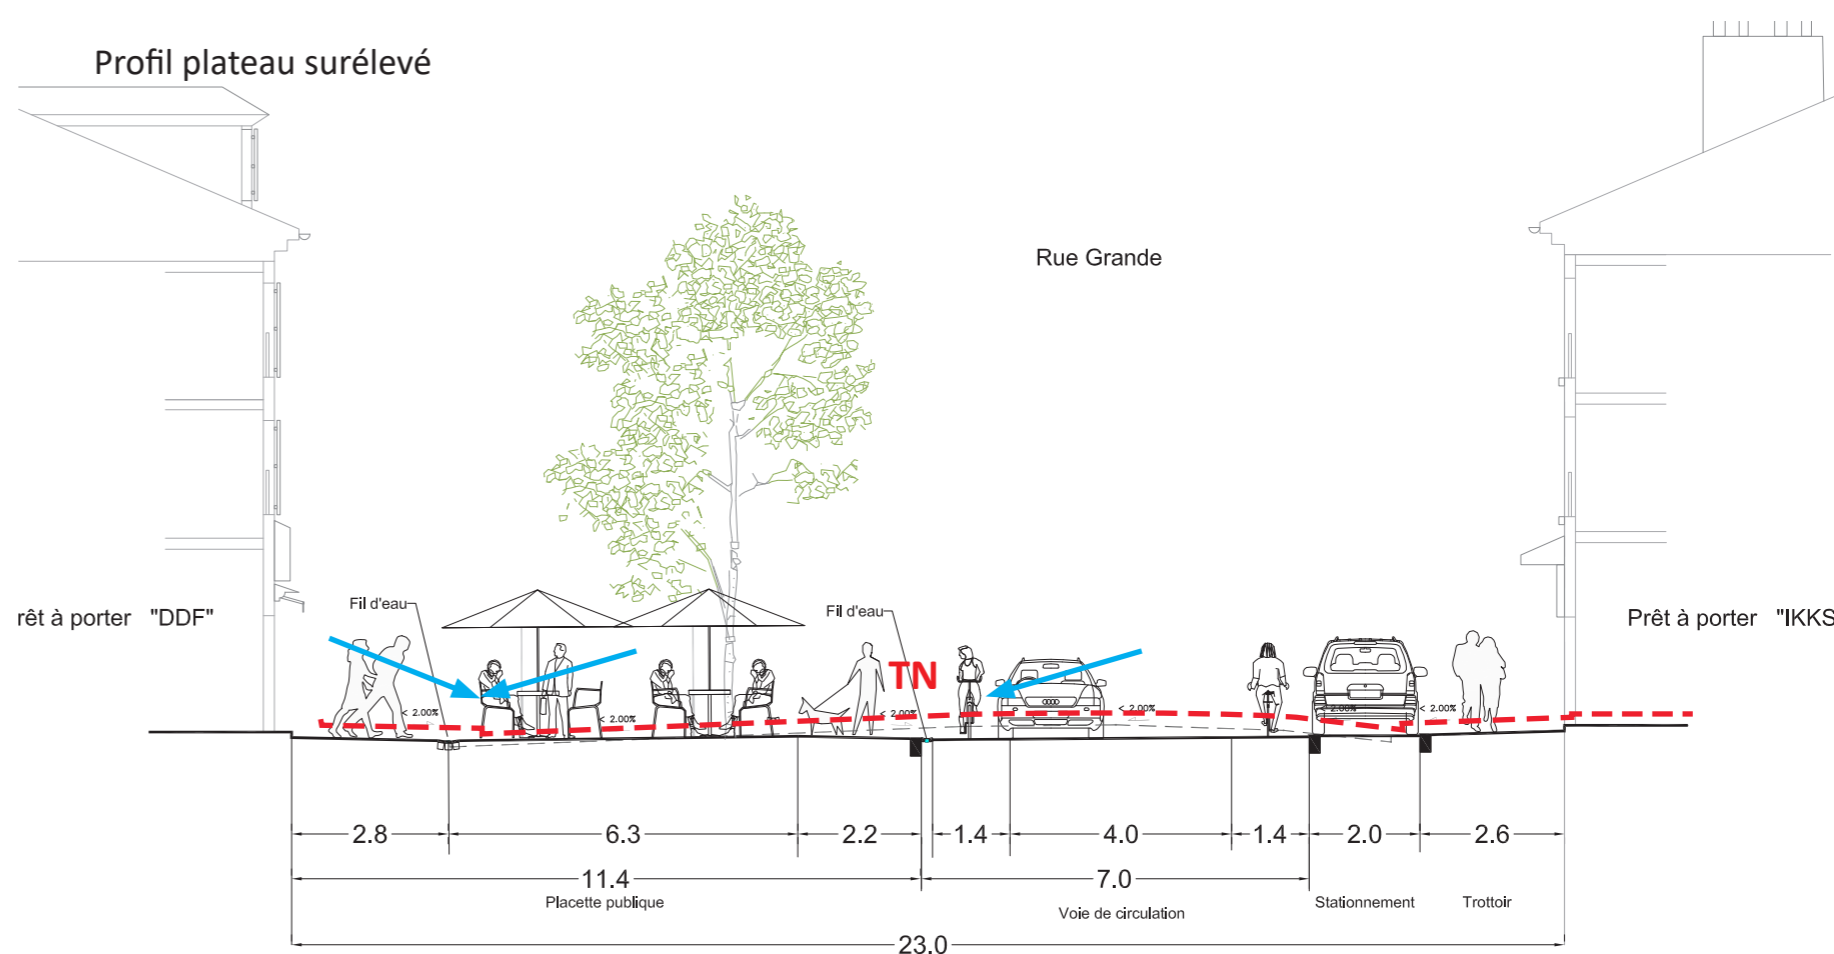 Profil plateau surélevé
Rue Grande
rêt à porter "DDF"
Fil d'eau
Fil d'eau
Prêt à porter "IKKS
TN
< 2.00%
< 2.00%
< 2.00%
< 2.00%
2.00%
< 2.00%
2.8
6.3
2.2
1.4
4.0
1.4
2.0
2.6
11.4
7.0
Placette publique
Voie de circulation
Stationnement
Trottoir
23.0